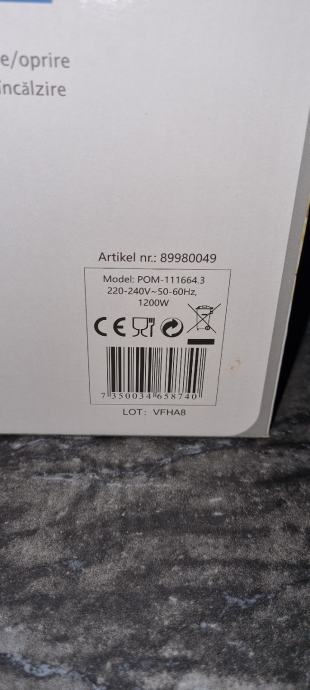 e/oprire
încălzire
Artikel nr.: 89980049
Model: POM-111664.3
220-240V~50-60Hz,
1200W
CE
7 350034 658740
LOT: VFHA8